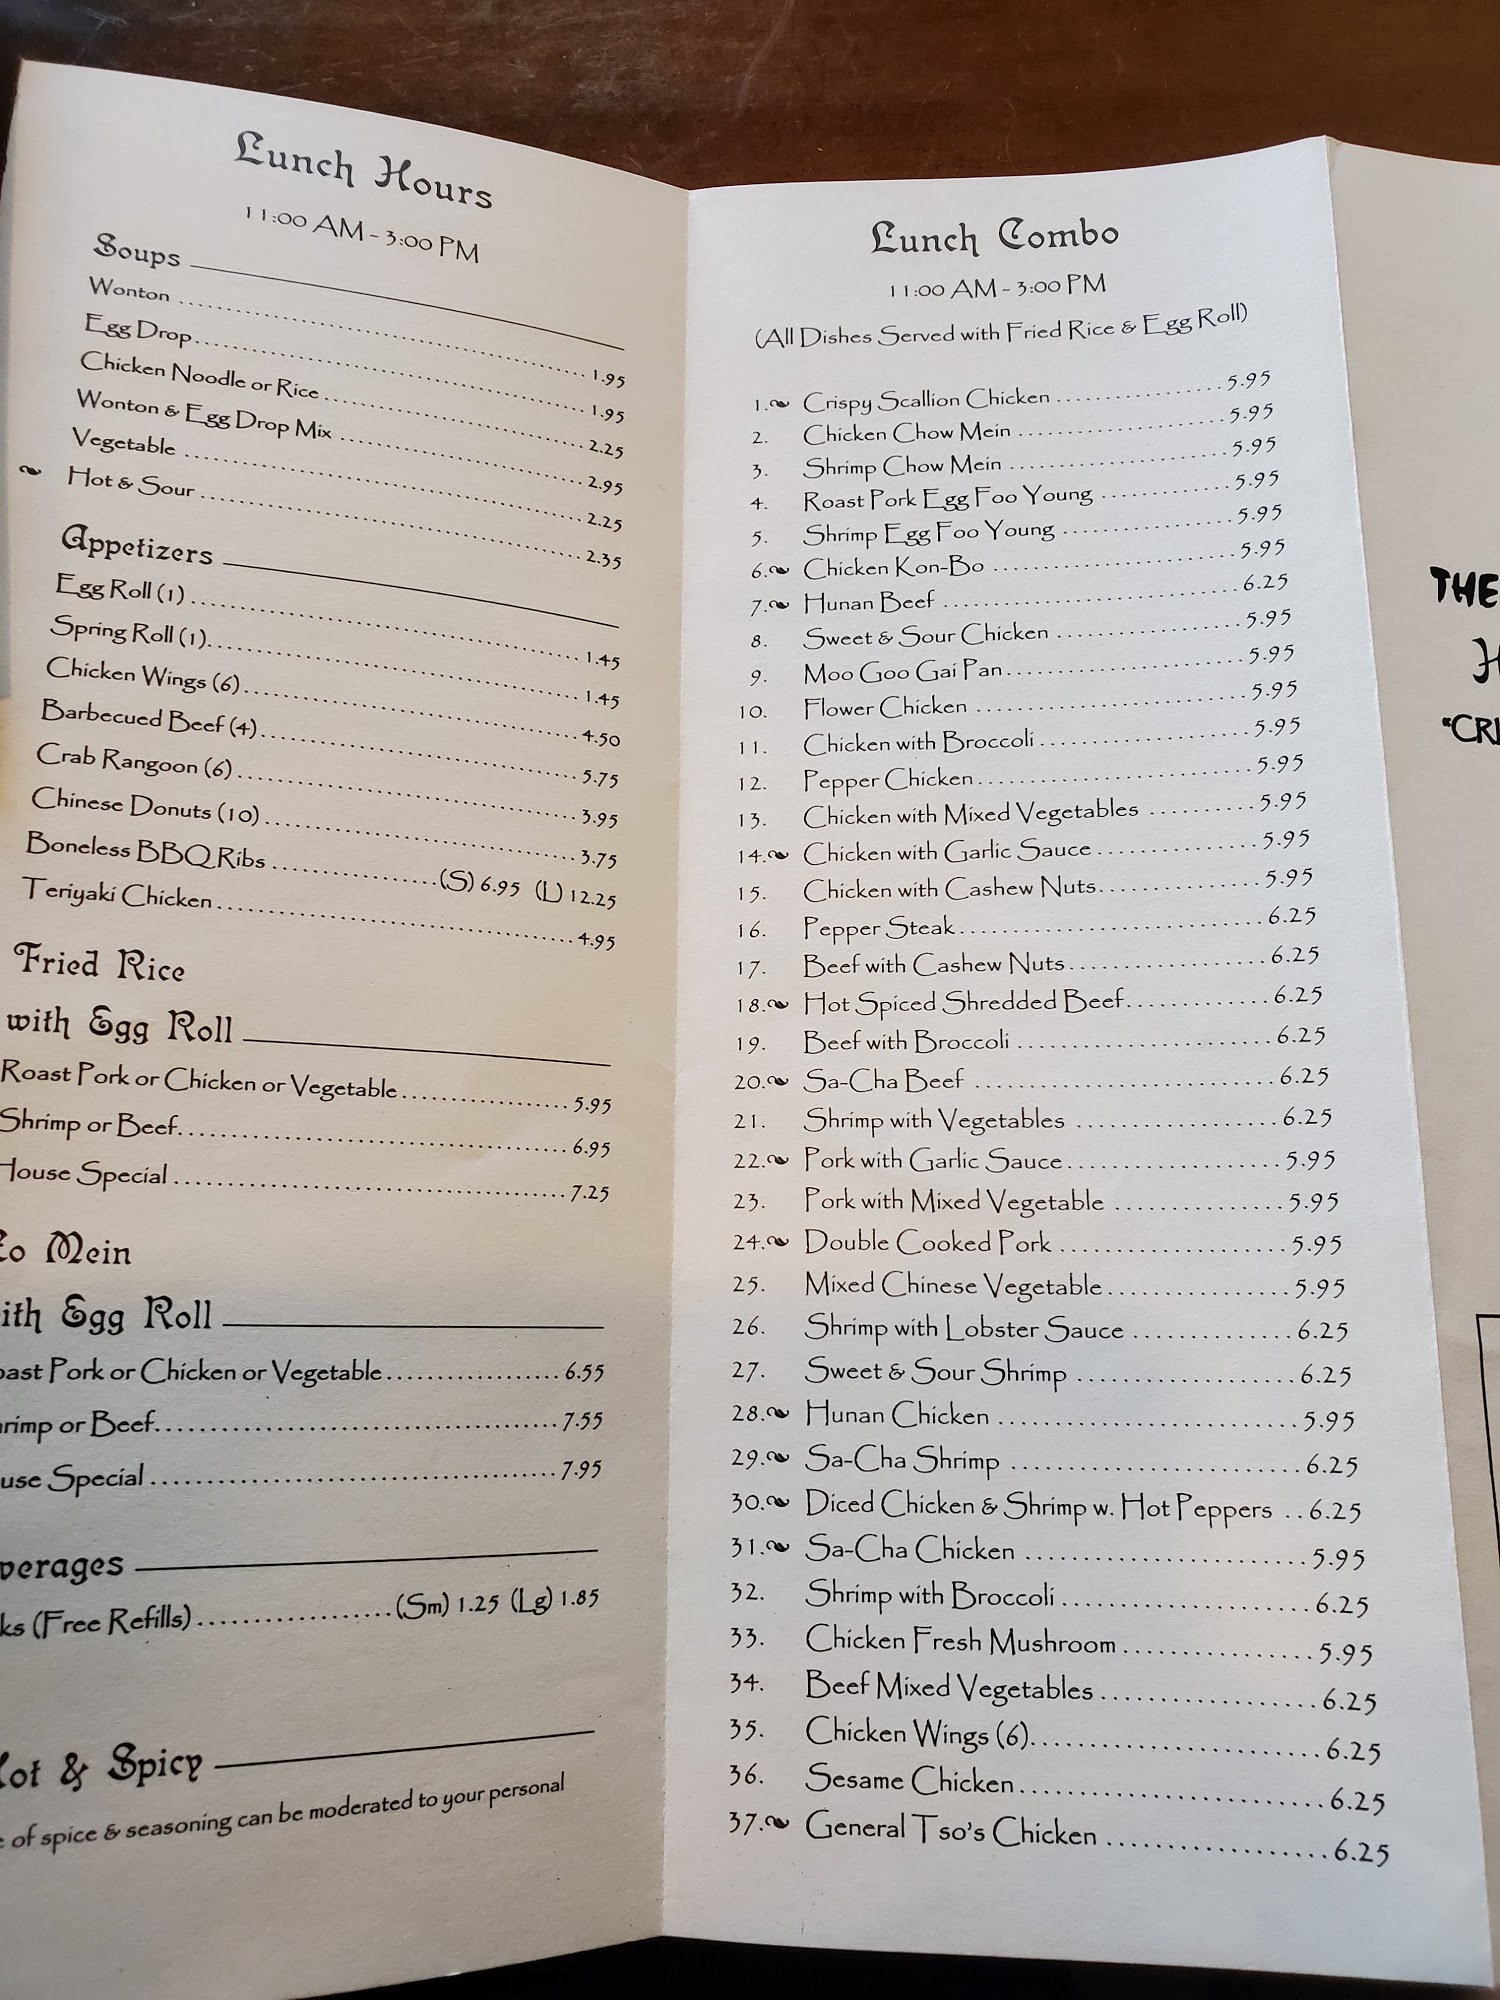 Lunch Hours
11:00 AM - 3:00 PM
Soups
Wonton 1.95
Egg Drop 1.95
Chicken Noodle or Rice 2.25
Wonton & Egg Drop Mix 2.95
Vegetable 2.25
Hot & Sour 2.35
Appetizers
Egg Roll (1) 1.45
Spring Roll (1) 1.45
Chicken Wings (6) 4.50
Barbecued Beef (4) 5.75
Crab Rangoon (6) 3.95
Chinese Donuts (10) 3.75
Boneless BBQ Ribs (S) 6.95 (L) 12.25
Teriyaki Chicken 4.95
Fried Rice
with Egg Roll
Roast Pork or Chicken or Vegetable 5.95
Shrimp or Beef 6.95
House Special 7.25
Lo Mein
ith Egg Roll
oast Pork or Chicken or Vegetable 6.55
rimp or Beef 7.55
use Special 7.95
verages
ks (Free Refills) (Sm) 1.25 (Lg) 1.85
Hot & Spicy
e of spice & seasoning can be moderated to your personal
Lunch Combo
11:00 AM - 3:00 PM
(All Dishes Served with Fried Rice & Egg Roll)
1. Crispy Scallion Chicken 5.95
2. Chicken Chow Mein 5.95
3. Shrimp Chow Mein 5.95
4. Roast Pork Egg Foo Young 5.95
5. Shrimp Egg Foo Young 5.95
6. Chicken Kon-Bo 5.95
7. Hunan Beef 6.25
8. Sweet & Sour Chicken 5.95
9. Moo Goo Gai Pan 5.95
10. Flower Chicken 5.95
11. Chicken with Broccoli 5.95
12. Pepper Chicken 5.95
13. Chicken with Mixed Vegetables 5.95
14. Chicken with Garlic Sauce 5.95
15. Chicken with Cashew Nuts 5.95
16. Pepper Steak 6.25
17. Beef with Cashew Nuts 6.25
18. Hot Spiced Shredded Beef 6.25
19. Beef with Broccoli 6.25
20. Sa-Cha Beef 6.25
21. Shrimp with Vegetables 6.25
22. Pork with Garlic Sauce 5.95
23. Pork with Mixed Vegetable 5.95
24. Double Cooked Pork 5.95
25. Mixed Chinese Vegetable 5.95
26. Shrimp with Lobster Sauce 6.25
27. Sweet & Sour Shrimp 6.25
28. Hunan Chicken 5.95
29. Sa-Cha Shrimp 6.25
30. Diced Chicken & Shrimp w. Hot Peppers 6.25
31. Sa-Cha Chicken 5.95
32. Shrimp with Broccoli 6.25
33. Chicken Fresh Mushroom 5.95
34. Beef Mixed Vegetables 6.25
35. Chicken Wings (6) 6.25
36. Sesame Chicken 6.25
37. General Tso's Chicken 6.25
THE
H
"CRI